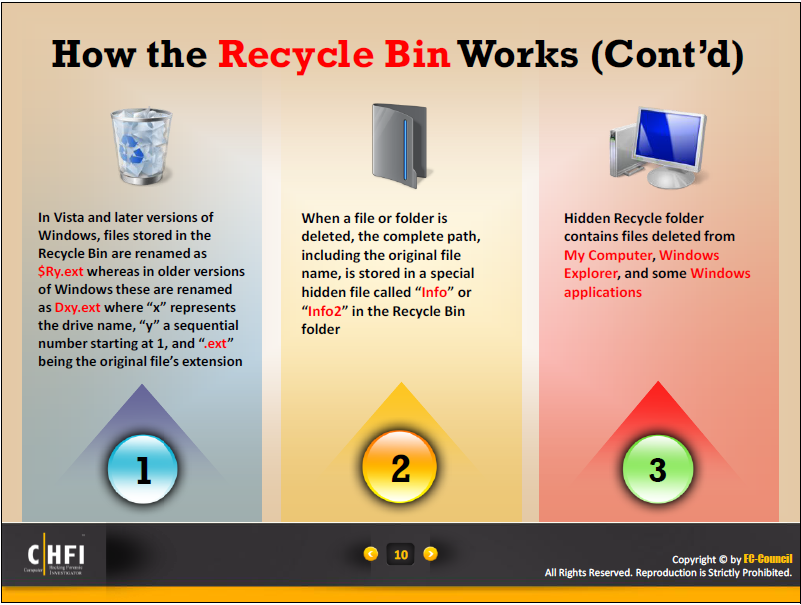 How the Recycle Bin Works (Cont’d)
In Vista and later versions of
Windows, files stored in the
Recycle Bin are renamed as
$Ry.ext whereas in older versions
of Windows these are renamed
as Dxy.ext where “x” represents
the drive name, “y” a sequential
number starting at 1, and “.ext”
being the original file’s extension
1
When a file or folder is
deleted, the complete path,
including the original file
name, is stored in a special
hidden file called “Info” or
“Info2” in the Recycle Bin
folder
2
Hidden Recycle folder
contains files deleted from
My Computer, Windows
Explorer, and some Windows
applications
3
CHFI
Computer Hacking Forensic
INVESTIGATOR
10
Copyright © by EC-Council
All Rights Reserved. Reproduction is Strictly Prohibited.